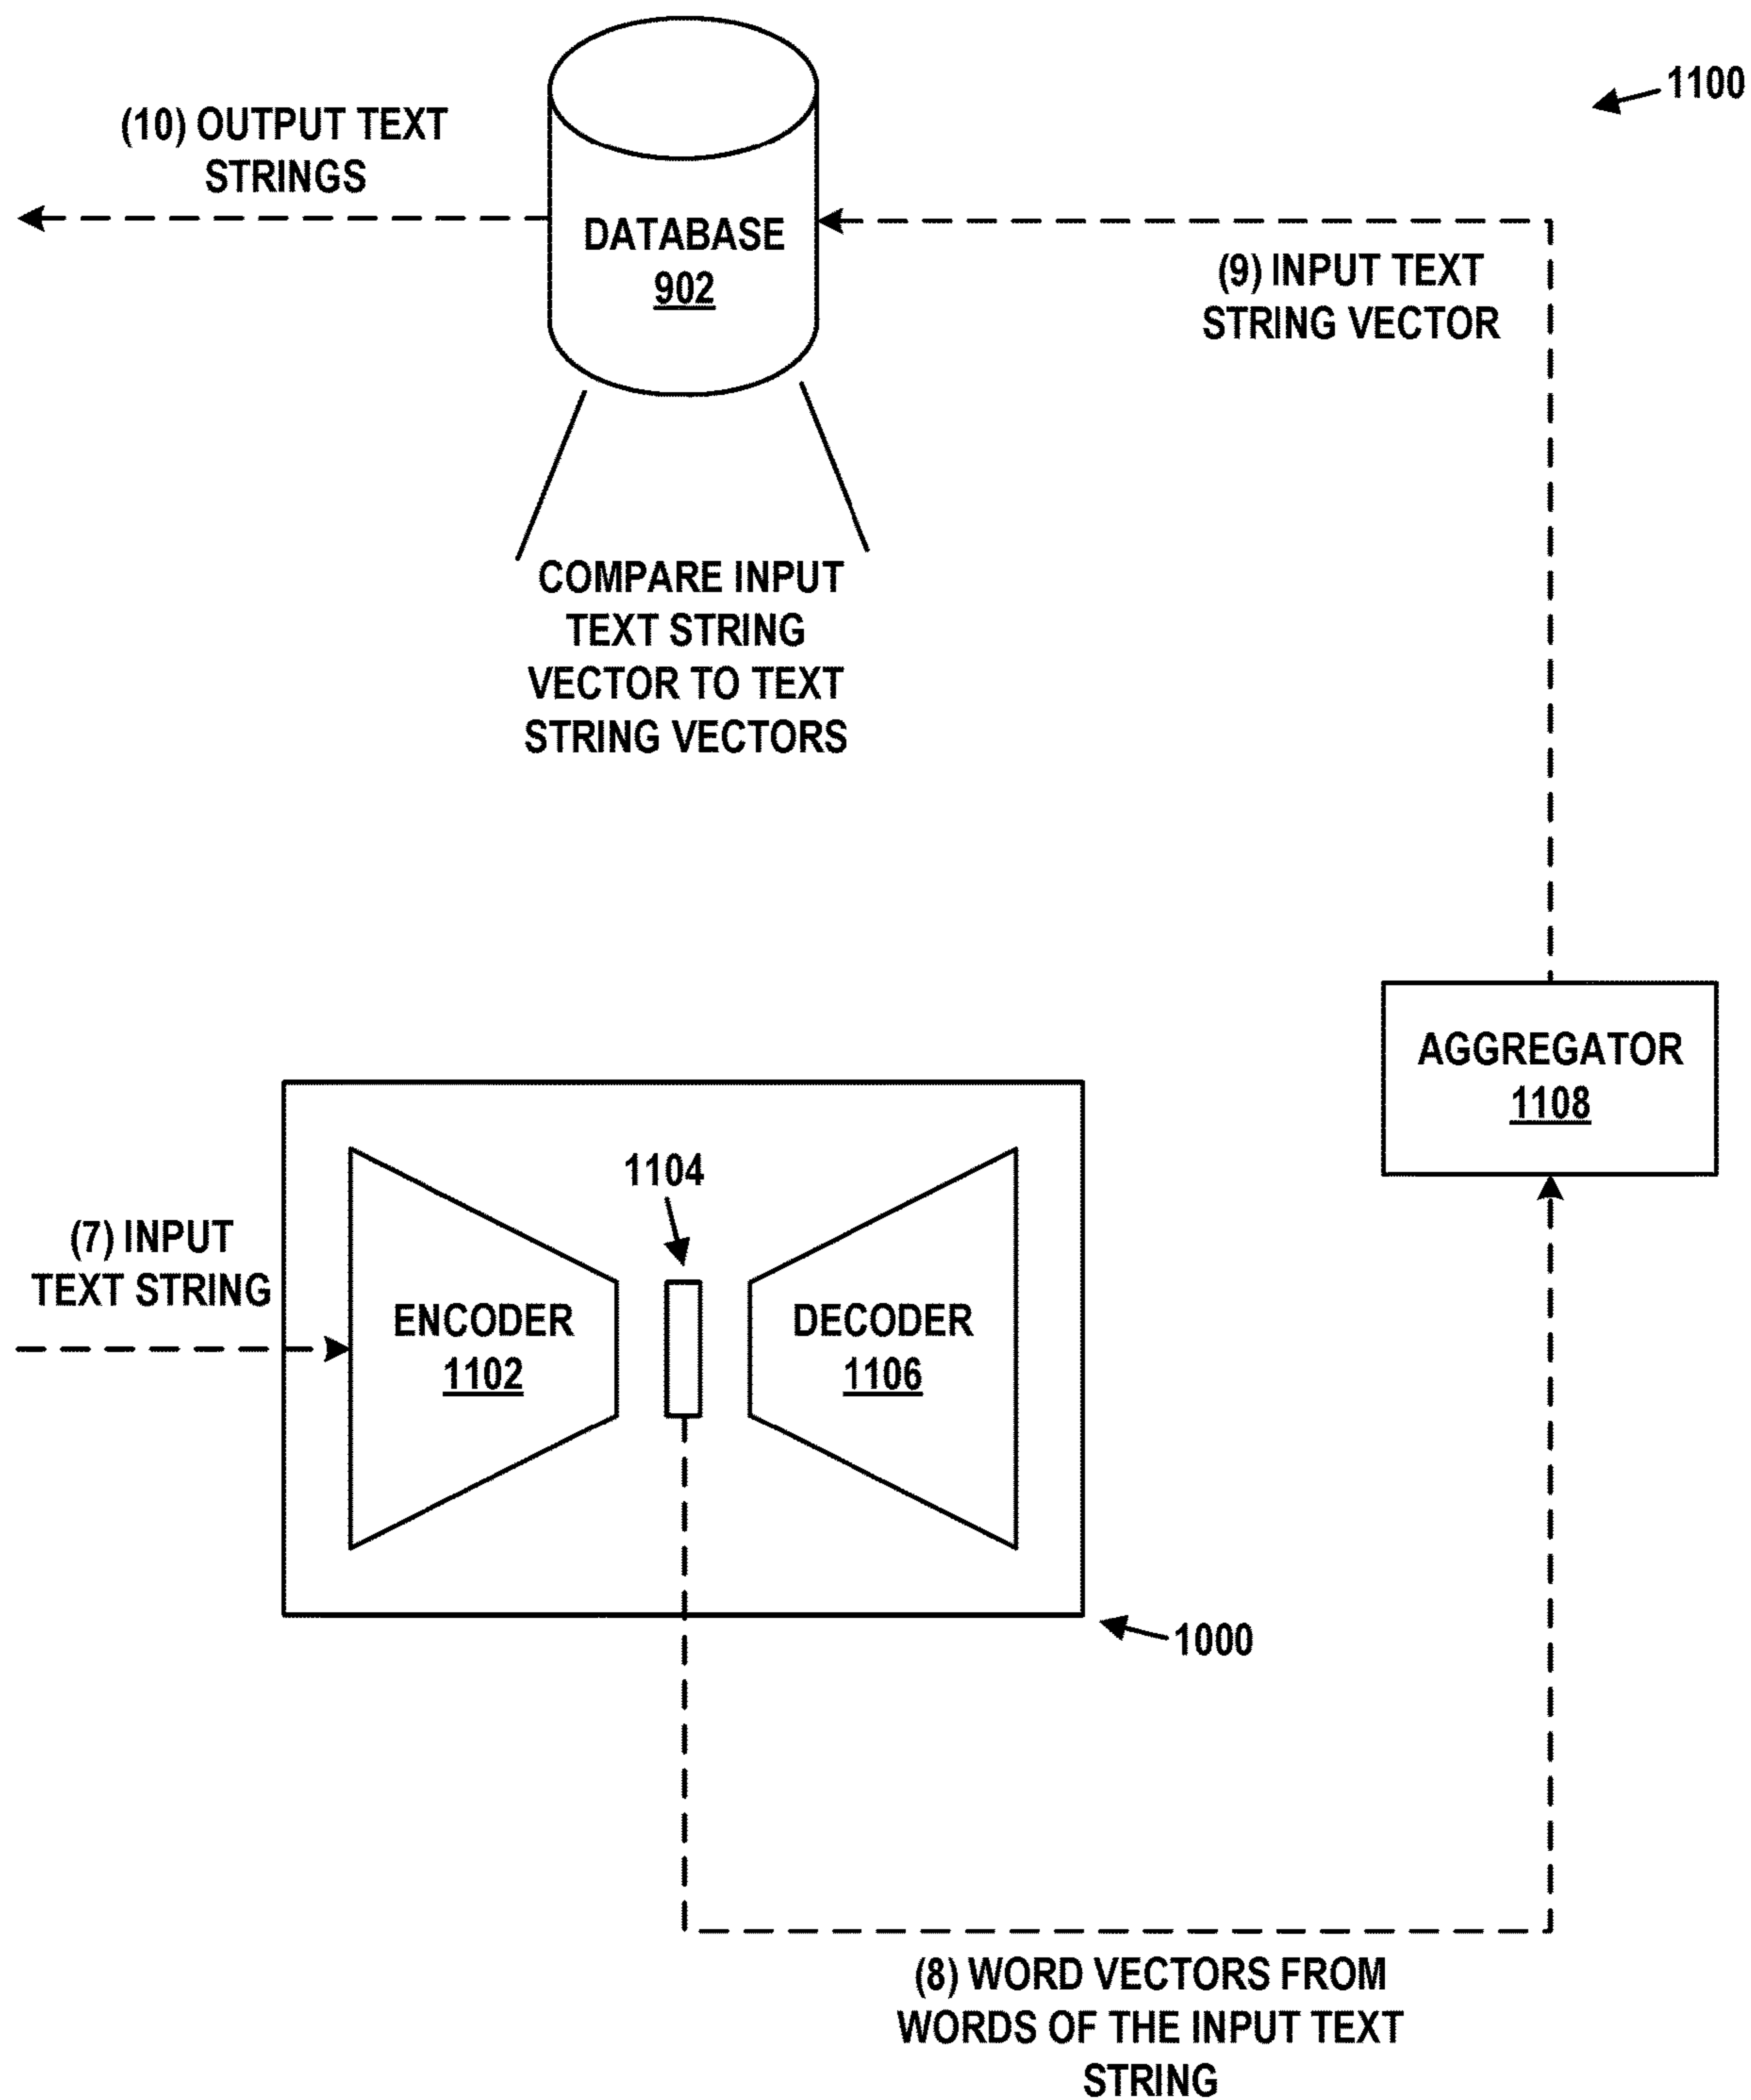 1100
(10) OUTPUT TEXT
STRINGS
DATABASE
902
(9) INPUT TEXT
STRING VECTOR
COMPARE INPUT
TEXT STRING
VECTOR TO TEXT
STRING VECTORS
AGGREGATOR
1108
1104
(7) INPUT
TEXT STRING
ENCODER
1102
DECODER
1106
1000
(8) WORD VECTORS FROM
WORDS OF THE INPUT TEXT
STRING